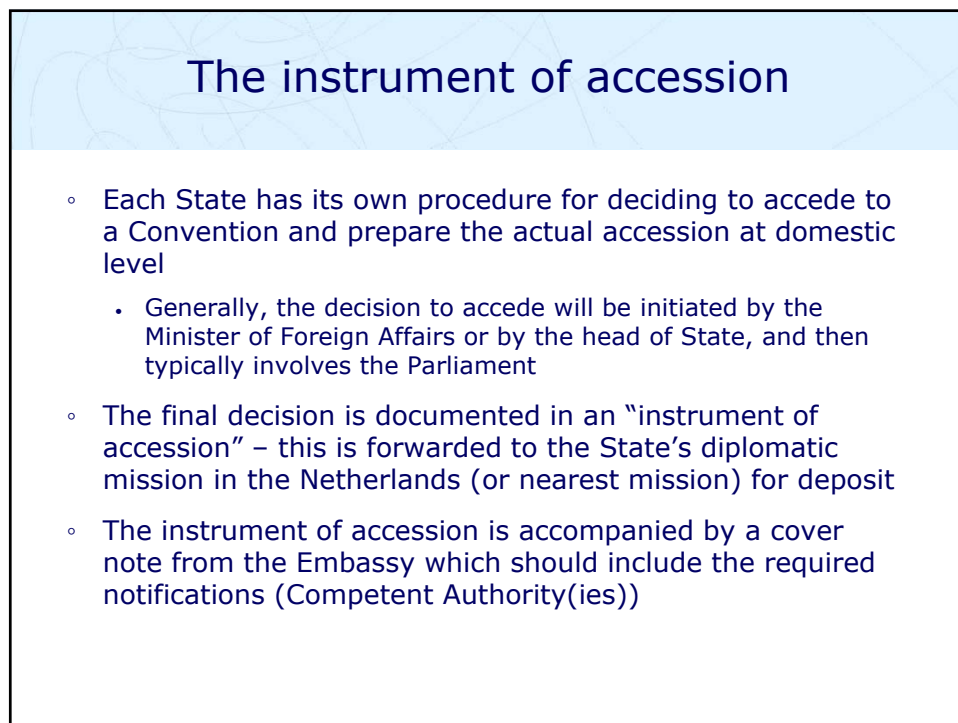 The instrument of accession
◦ Each State has its own procedure for deciding to accede to
a Convention and prepare the actual accession at domestic
level
• Generally, the decision to accede will be initiated by the
Minister of Foreign Affairs or by the head of State, and then
typically involves the Parliament
◦ The final decision is documented in an “instrument of
accession” – this is forwarded to the State’s diplomatic
mission in the Netherlands (or nearest mission) for deposit
◦ The instrument of accession is accompanied by a cover
note from the Embassy which should include the required
notifications (Competent Authority(ies))